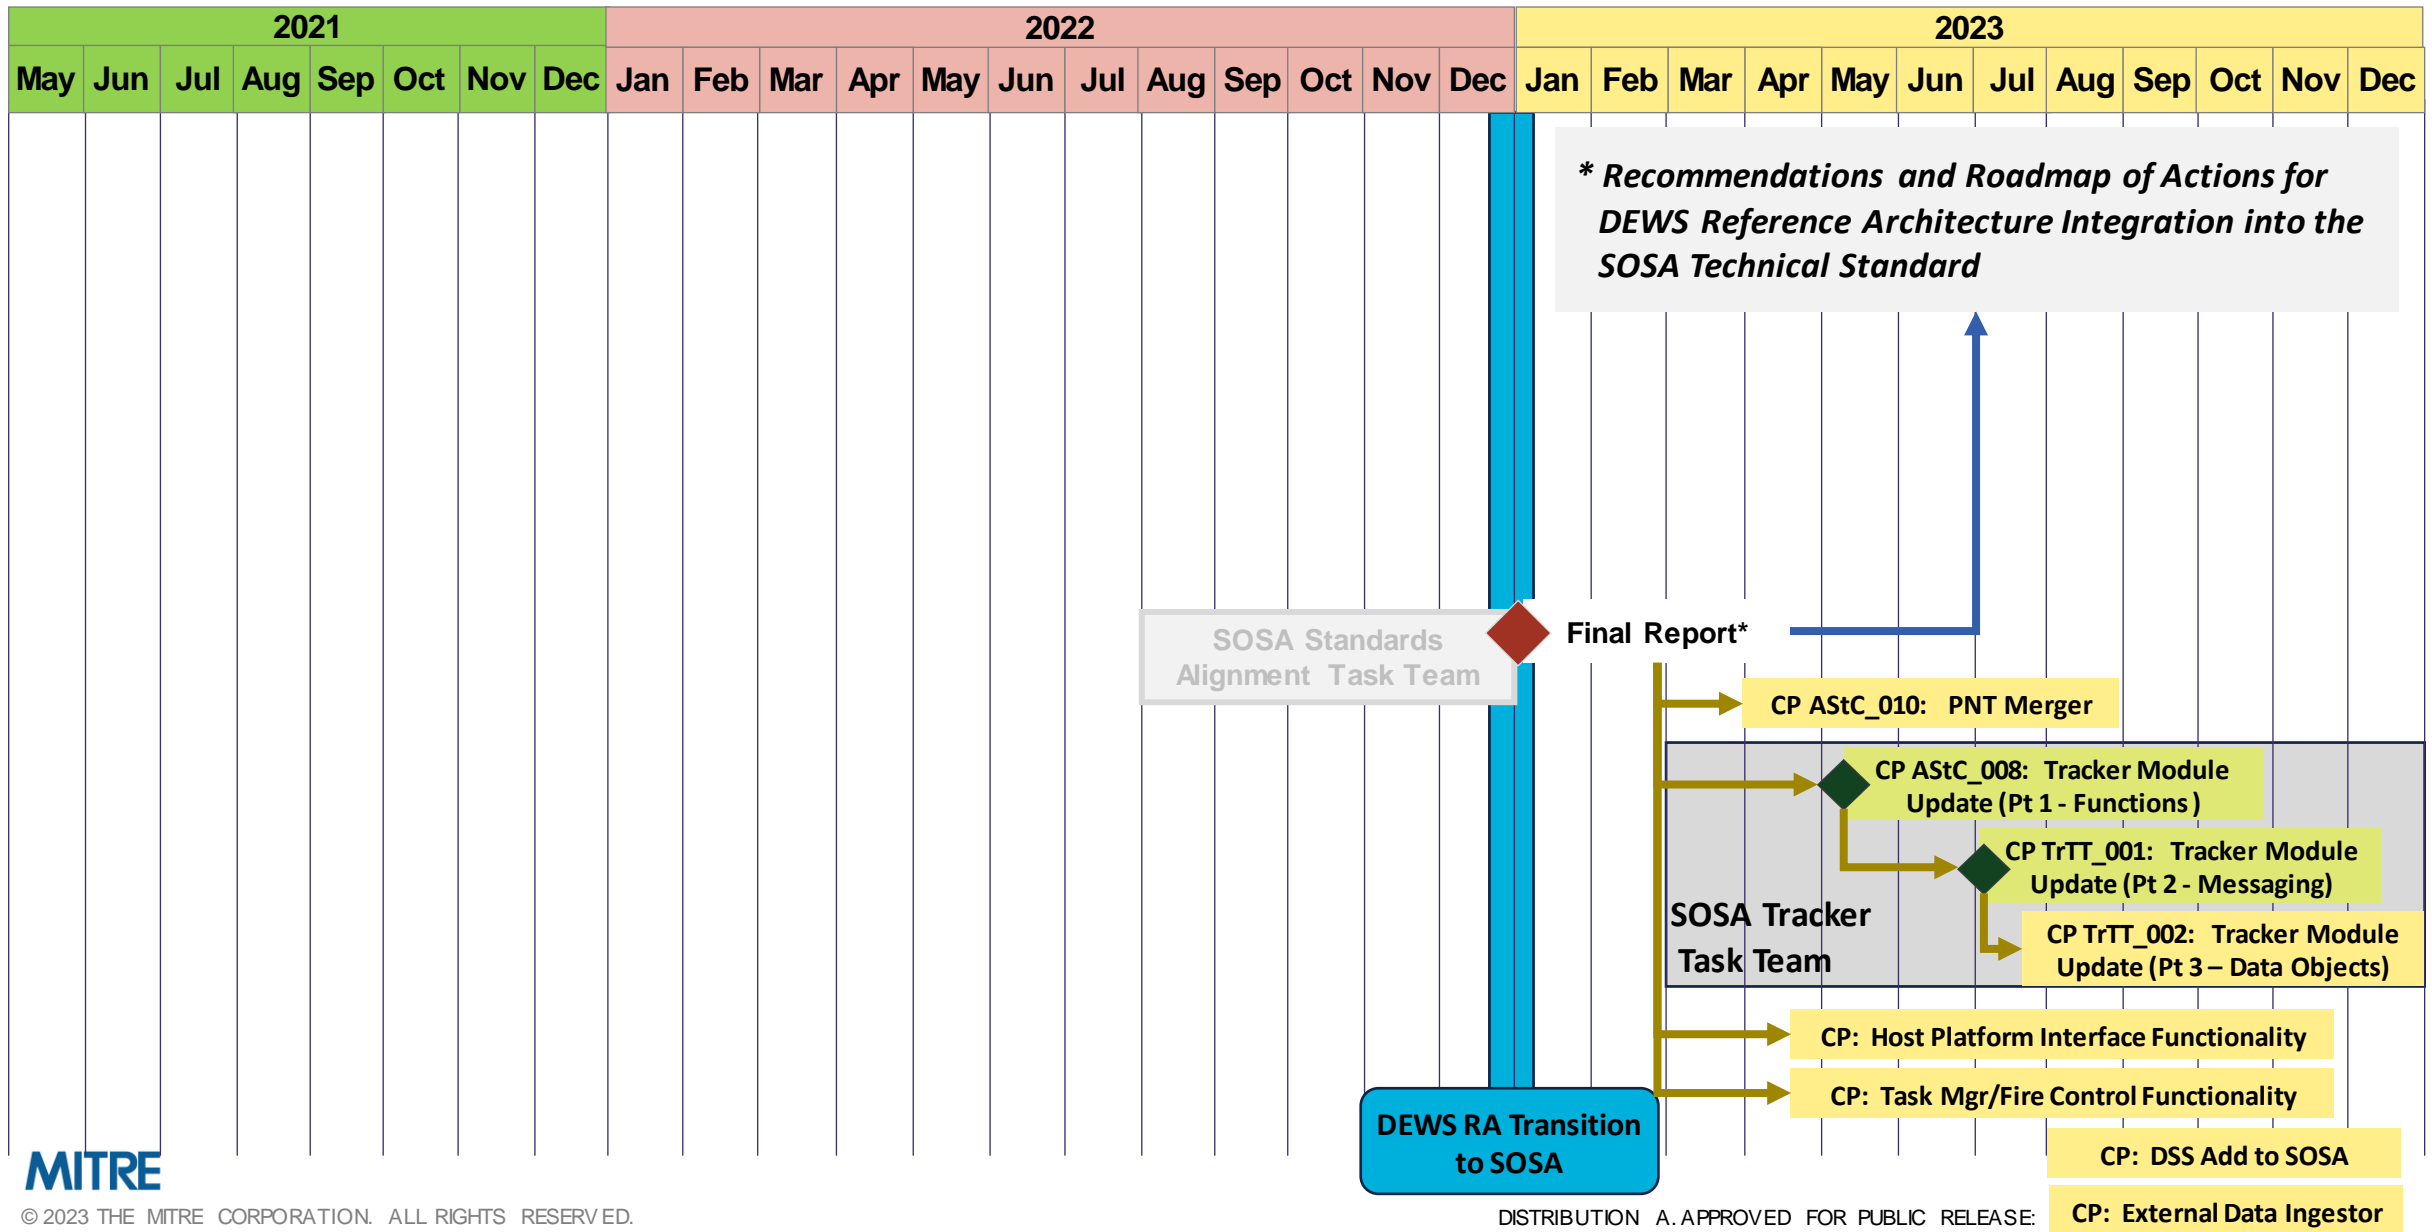 2021
2022
2023
May Jun Jul Aug Sep Oct Nov Dec Jan Feb Mar Apr May Jun Jul Aug Sep Oct Nov Dec Jan Feb Mar Apr May Jun Jul Aug Sep Oct Nov Dec
* Recommendations and Roadmap of Actions for
DEWS Reference Architecture Integration into the
SOSA Technical Standard
SOSA Standards
Alignment Task Team
Final Report*
CP AStC_010: PNT Merger
CP AStC_008: Tracker Module
Update (Pt 1 - Functions )
CP TrTT_001: Tracker Module
Update (Pt 2 - Messaging)
SOSA Tracker
Task Team
CP TrTT_002: Tracker Module
Update (Pt 3 – Data Objects)
CP: Host Platform Interface Functionality
CP: Task Mgr/Fire Control Functionality
DEWS RA Transition
to SOSA
CP: DSS Add to SOSA
CP: External Data Ingestor
MITRE
© 2023 THE MITRE CORPORATION. ALL RIGHTS RESERVED.
DISTRIBUTION A. APPROVED FOR PUBLIC RELEASE: